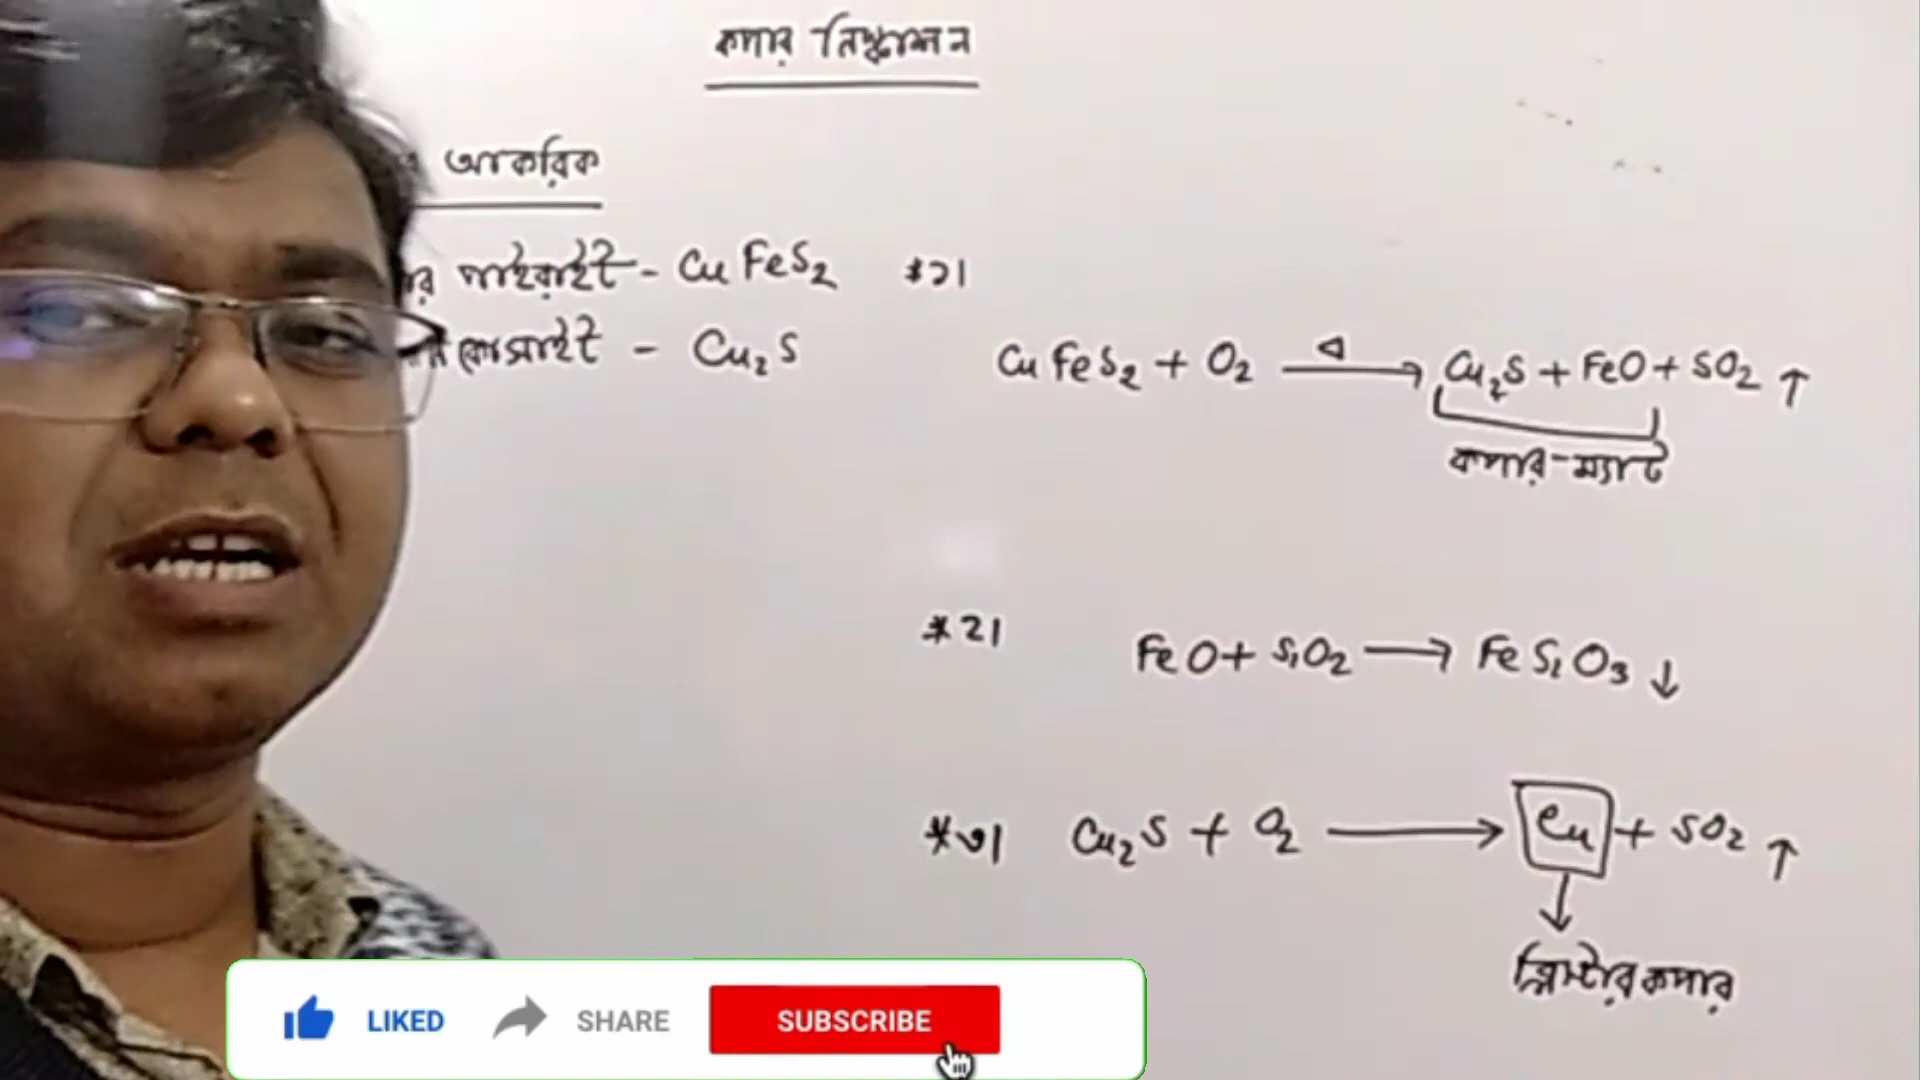 কপার নিষ্কাশন
আকরিক
পাইরাইট - CuFeS₂
- Cu₂S
*১।
CuFeS₂ + O₂ △→ Cu₂S + FeO + SO₂ ↑
কপার-ম্যাট
*২।
FeO + SiO₂ → FeSiO₃ ↓
*৩। Cu₂S + O₂ → Cu + SO₂ ↑
↓
ব্লিস্টার কপার
LIKED SHARE SUBSCRIBE